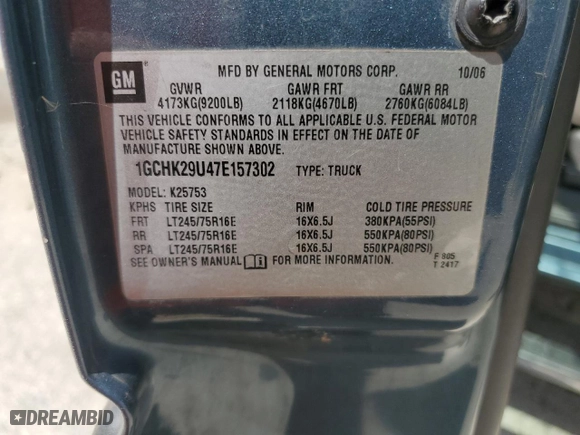 GM
MFD BY GENERAL MOTORS CORP. 10/06
GVWR GAWR FRT GAWR RR
4173KG(9200LB) 2118KG(4670LB) 2760KG(6084LB)
THIS VEHICLE CONFORMS TO ALL APPLICABLE U.S. FEDERAL MOTOR
VEHICLE SAFETY STANDARDS IN EFFECT ON THE DATE OF
MANUFACTURE SHOWN ABOVE.
1GCHK29U47E157302 TYPE: TRUCK
MODEL: K25753
KPHS TIRE SIZE RIM COLD TIRE PRESSURE
FRT LT245/75R16E 16X6.5J 380KPA(55PSI)
RR LT245/75R16E 16X6.5J 550KPA(80PSI)
SPA LT245/75R16E 16X6.5J 550KPA(80PSI)
SEE OWNER'S MANUAL FOR MORE INFORMATION. F 805
T 2417
DREAMBID